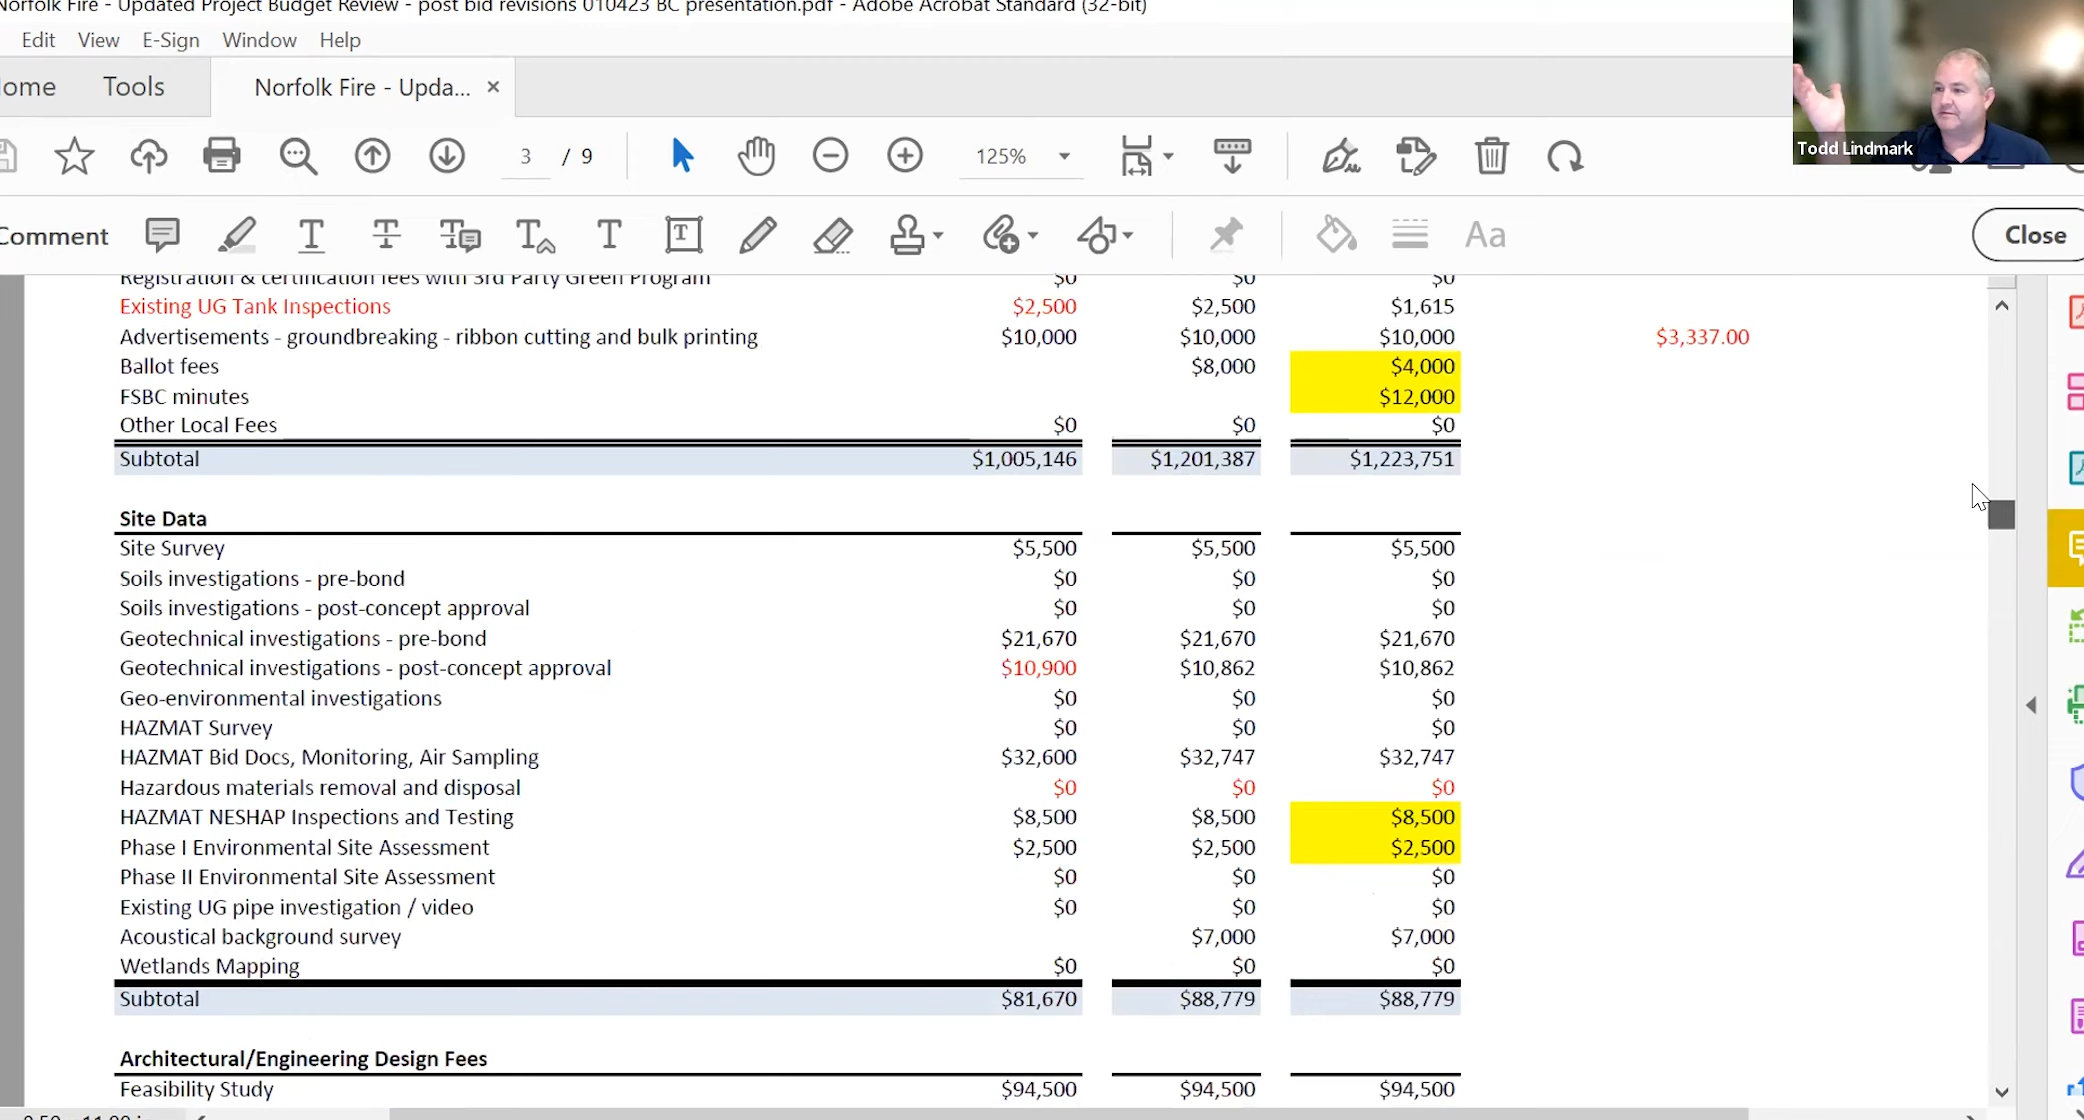 Norfolk Fire - Updated Project Budget Review - post bid revisions 010423 BC presentation.pdf - Adobe Acrobat Standard (32-bit)
Edit View E-Sign Window Help
ome Tools Norfolk Fire - Upda... ×
3 / 9 125%
Todd Lindmark
Comment Aa Close
Registration & certification fees with 3rd Party Green Program $0 $0 $0
Existing UG Tank Inspections $2,500 $2,500 $1,615
Advertisements - groundbreaking - ribbon cutting and bulk printing $10,000 $10,000 $10,000 $3,337.00
Ballot fees $8,000 $4,000
FSBC minutes $12,000
Other Local Fees $0 $0 $0
Subtotal $1,005,146 $1,201,387 $1,223,751
Site Data
Site Survey $5,500 $5,500 $5,500
Soils investigations - pre-bond $0 $0 $0
Soils investigations - post-concept approval $0 $0 $0
Geotechnical investigations - pre-bond $21,670 $21,670 $21,670
Geotechnical investigations - post-concept approval $10,900 $10,862 $10,862
Geo-environmental investigations $0 $0 $0
HAZMAT Survey $0 $0 $0
HAZMAT Bid Docs, Monitoring, Air Sampling $32,600 $32,747 $32,747
Hazardous materials removal and disposal $0 $0 $0
HAZMAT NESHAP Inspections and Testing $8,500 $8,500 $8,500
Phase I Environmental Site Assessment $2,500 $2,500 $2,500
Phase II Environmental Site Assessment $0 $0 $0
Existing UG pipe investigation / video $0 $0 $0
Acoustical background survey $7,000 $7,000
Wetlands Mapping $0 $0 $0
Subtotal $81,670 $88,779 $88,779
Architectural/Engineering Design Fees
Feasibility Study $94,500 $94,500 $94,500